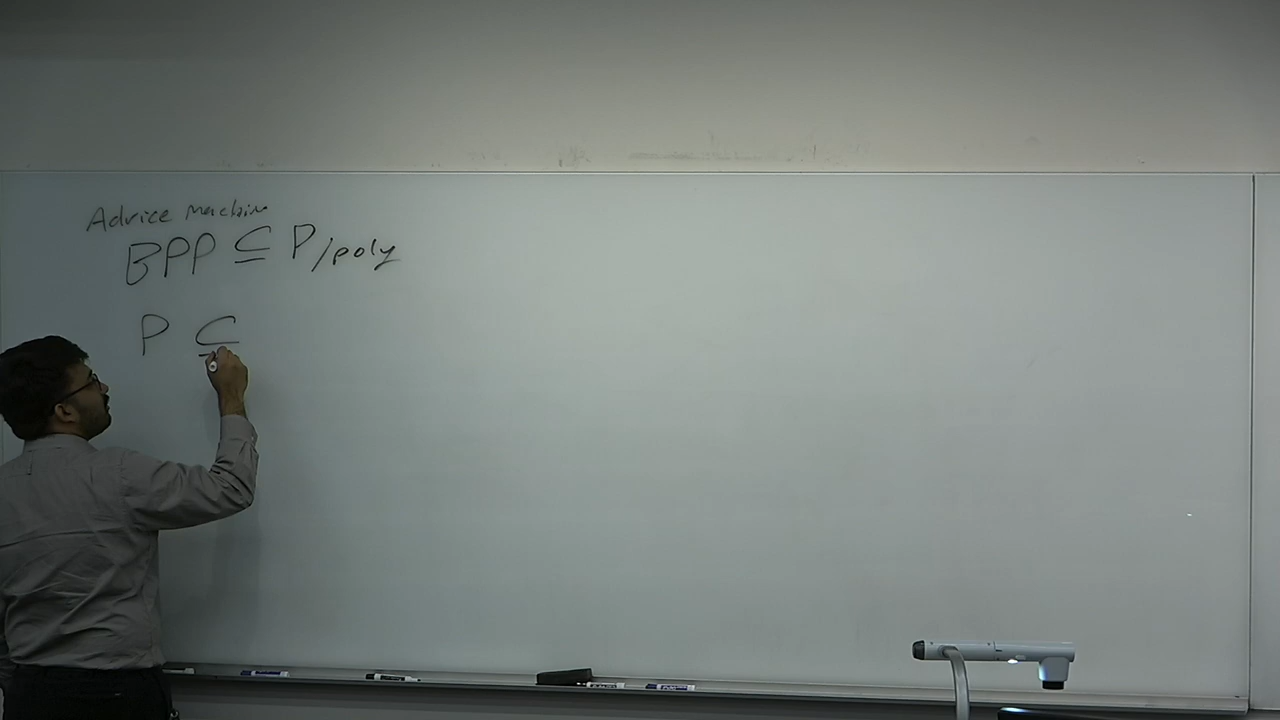 Advice Machine
BPP ⊆ P/poly
P ⊆